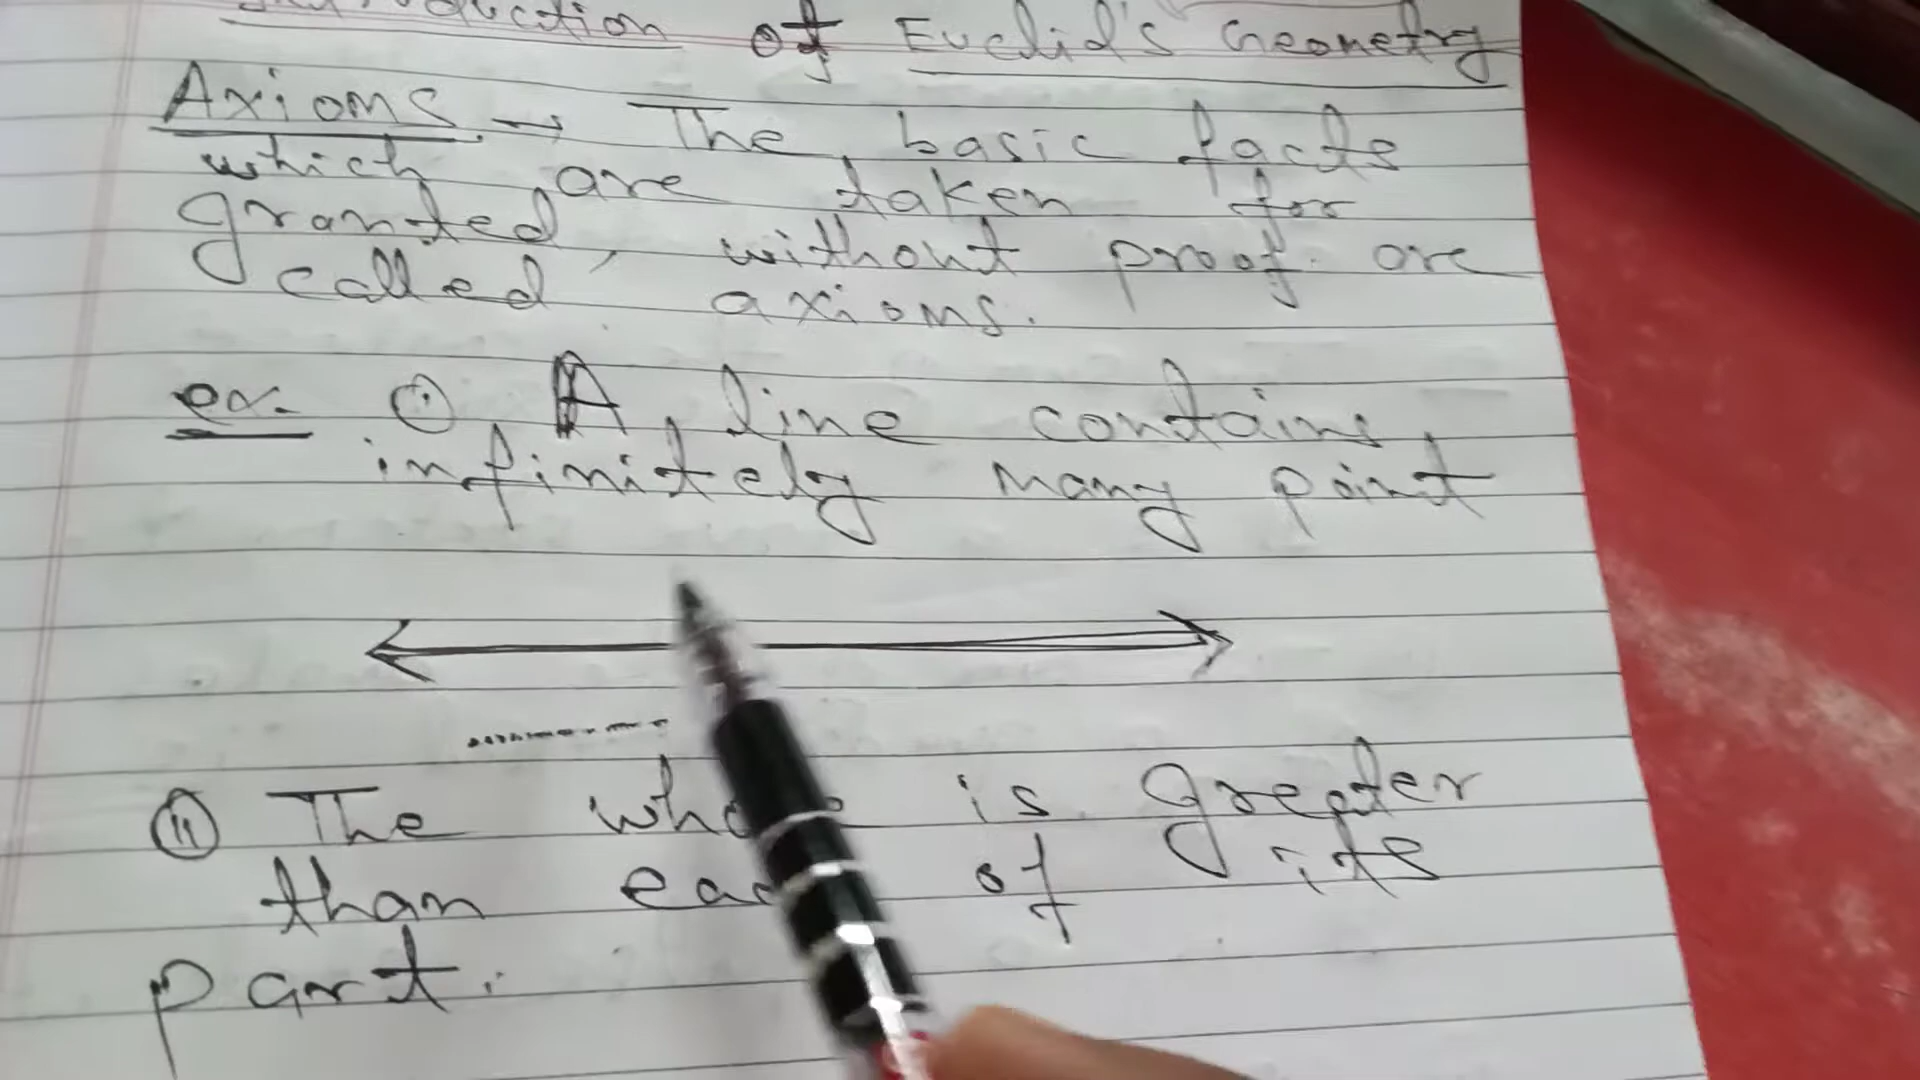 Introduction of Euclid's Geometry
Axioms → The basic facts
which are taken for
granted, without proof are
called axioms.
ex. (i) A line contains
infinitely many point
(ii) The is greater
than of its
part.